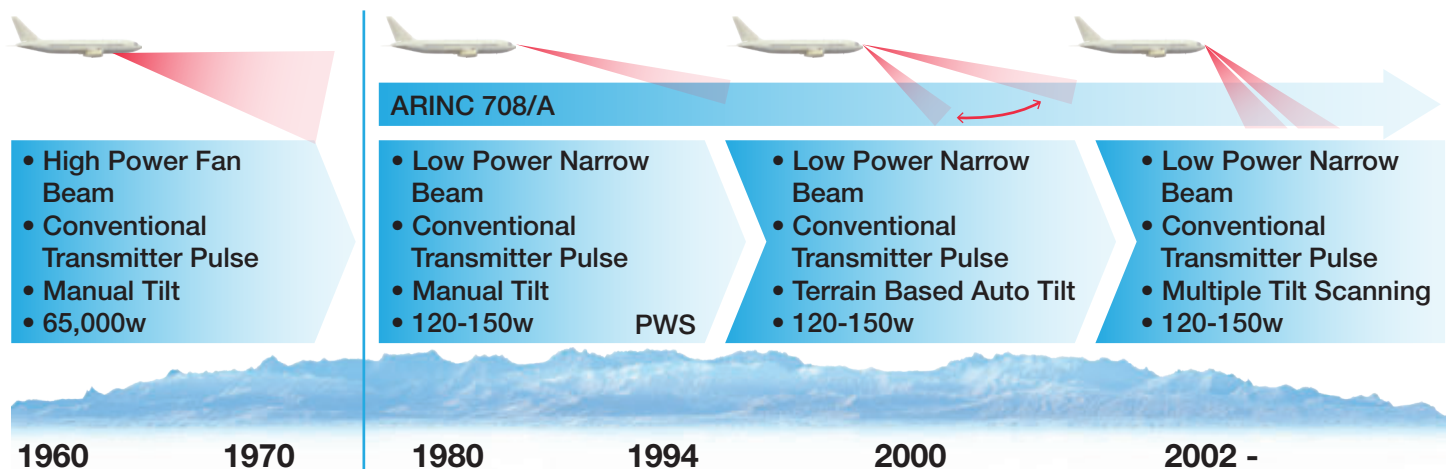 ARINC 708/A
• High Power Fan
Beam
• Conventional
Transmitter Pulse
• Manual Tilt
• 65,000w
• Low Power Narrow
Beam
• Conventional
Transmitter Pulse
• Manual Tilt
• 120-150w PWS
• Low Power Narrow
Beam
• Conventional
Transmitter Pulse
• Terrain Based Auto Tilt
• 120-150w
• Low Power Narrow
Beam
• Conventional
Transmitter Pulse
• Multiple Tilt Scanning
• 120-150w
1960 1970 1980 1994 2000 2002 -